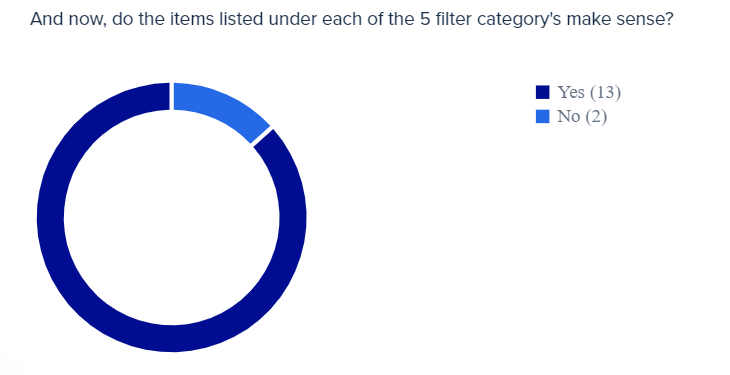 And now, do the items listed under each of the 5 filter category's make sense?
Yes (13)
No (2)